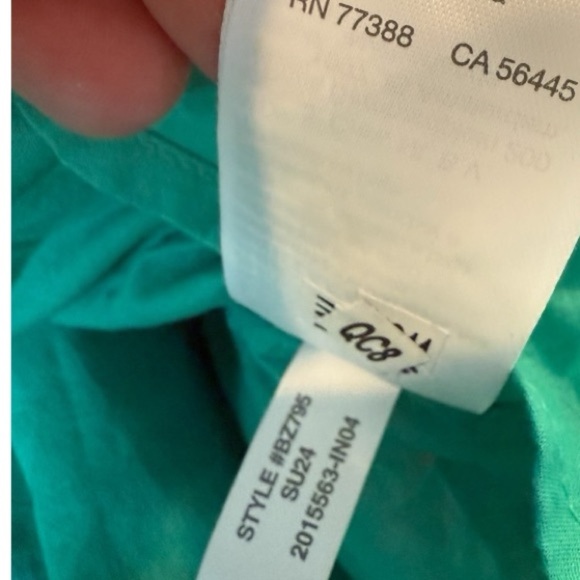 RN 77388 CA 56445
QC8
STYLE #BZ795
SU24
2015563-IN04